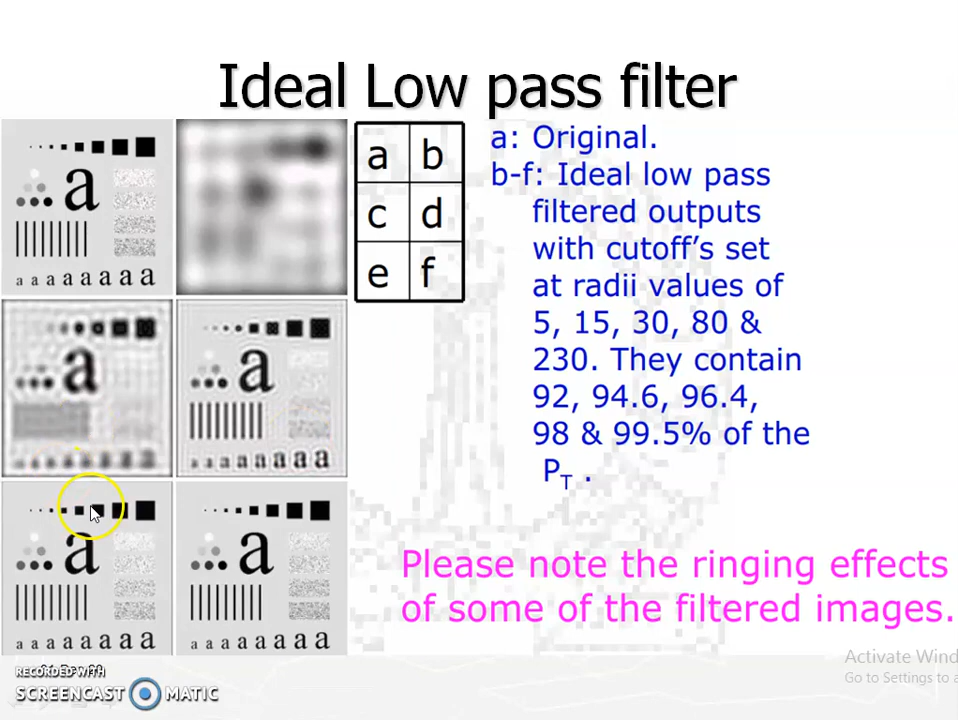 Ideal Low pass filter
a
a a a a a a a a
a b
c d
e f
a: Original.
b-f: Ideal low pass
filtered outputs
with cutoff's set
at radii values of
5, 15, 30, 80 &
230. They contain
92, 94.6, 96.4,
98 & 99.5% of the
PT .
a
a
a a a a a a a a
a
a a a a a a a a
a
a a a a a a a a
Please note the ringing effects
of some of the filtered images.
Activate Wind
Go to Settings to a
RECORDED WITH
SCREENCAST MATIC